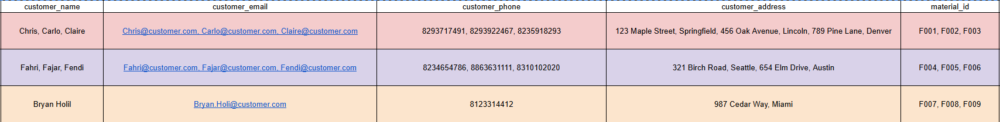 customer_name customer_email customer_phone customer_address material_id
Chris, Carlo, Claire Chris@customer.com, Carlo@customer.com, Claire@customer.com 8293717491, 8293922467, 8235918293 123 Maple Street, Springfield, 456 Oak Avenue, Lincoln, 789 Pine Lane, Denver F001, F002, F003
Fahri, Fajar, Fendi Fahri@customer.com, Fajar@customer.com, Fendi@customer.com 8234654786, 8863631111, 8310102020 321 Birch Road, Seattle, 654 Elm Drive, Austin F004, F005, F006
Bryan Holil Bryan.Holi@customer.com 8123314412 987 Cedar Way, Miami F007, F008, F009